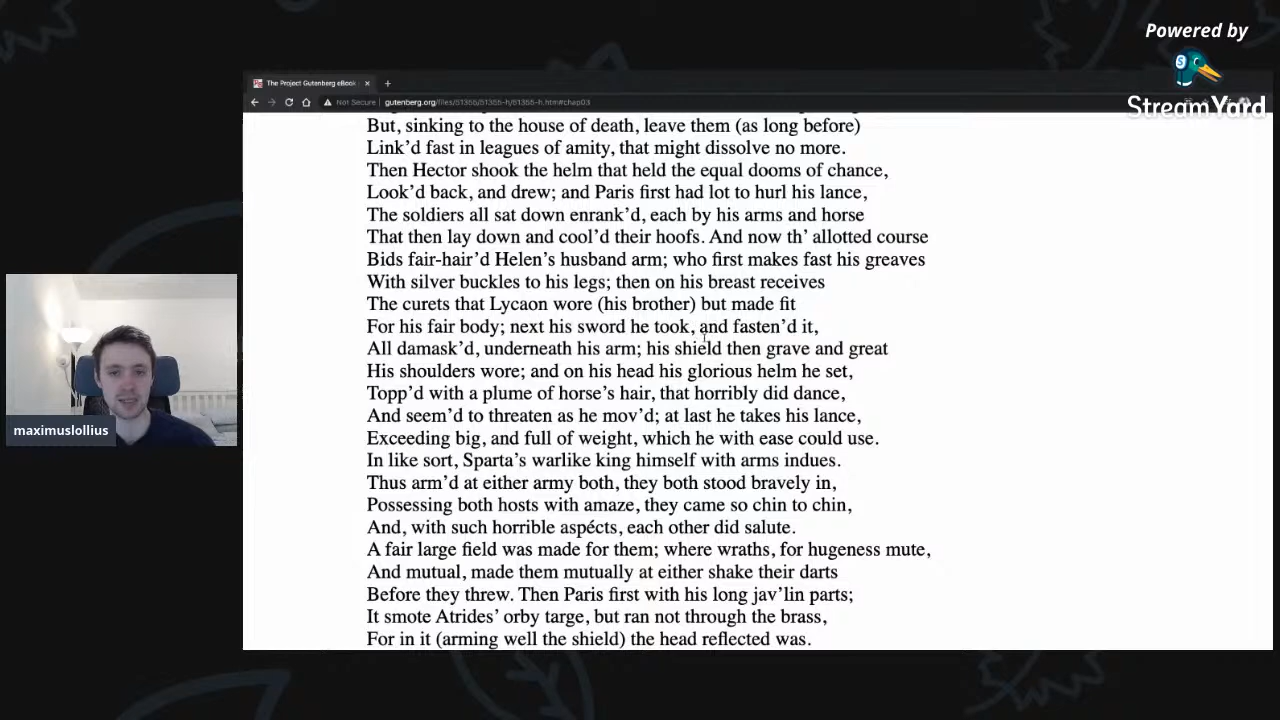 Powered by
StreamYard
The Project Gutenberg eBook
Not Secure
gutenberg.org/files/51355/51355-h/51355-h.htm#chap03
But, sinking to the house of death, leave them (as long before)
Link’d fast in leagues of amity, that might dissolve no more.
Then Hector shook the helm that held the equal dooms of chance,
Look’d back, and drew; and Paris first had lot to hurl his lance,
The soldiers all sat down enrank’d, each by his arms and horse
That then lay down and cool’d their hoofs. And now th’ allotted course
Bids fair-hair’d Helen’s husband arm; who first makes fast his greaves
With silver buckles to his legs; then on his breast receives
The curets that Lycaon wore (his brother) but made fit
For his fair body; next his sword he took, and fasten’d it,
All damask’d, underneath his arm; his shield then grave and great
His shoulders wore; and on his head his glorious helm he set,
Topp’d with a plume of horse’s hair, that horribly did dance,
And seem’d to threaten as he mov’d; at last he takes his lance,
Exceeding big, and full of weight, which he with ease could use.
In like sort, Sparta’s warlike king himself with arms indues.
Thus arm’d at either army both, they both stood bravely in,
Possessing both hosts with amaze, they came so chin to chin,
And, with such horrible aspécts, each other did salute.
A fair large field was made for them; where wraths, for hugeness mute,
And mutual, made them mutually at either shake their darts
Before they threw. Then Paris first with his long jav’lin parts;
It smote Atrides’ orby targe, but ran not through the brass,
For in it (arming well the shield) the head reflected was.
maximuslollius